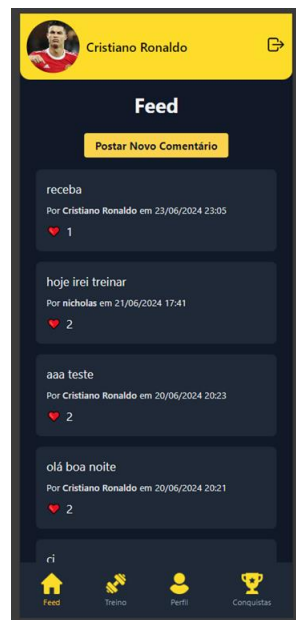 Cristiano Ronaldo
Feed
Postar Novo Comentário
receba
Por Cristiano Ronaldo em 23/06/2024 23:05
1
hoje irei treinar
Por nicholas em 21/06/2024 17:41
2
aaa teste
Por Cristiano Ronaldo em 20/06/2024 20:23
2
olá boa noite
Por Cristiano Ronaldo em 20/06/2024 20:21
2
Feed Treino Perfil Conquistas